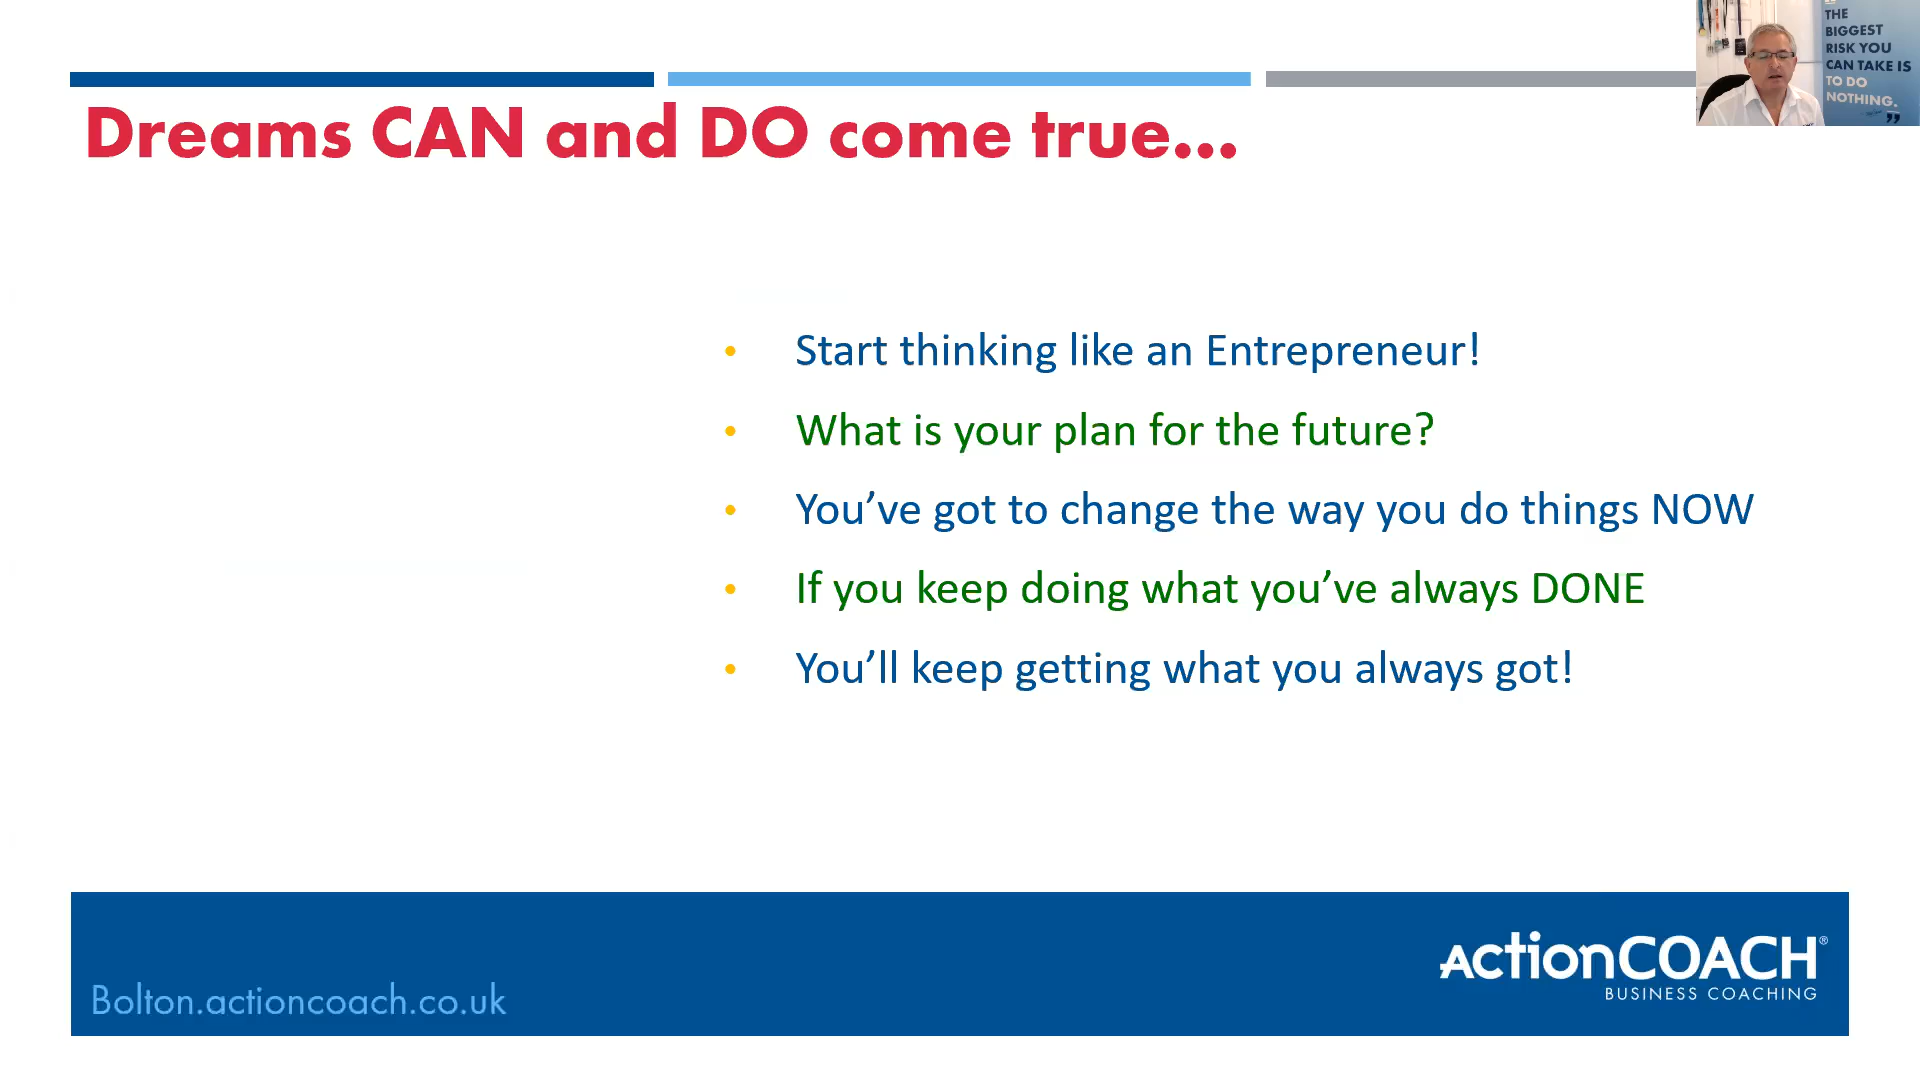 THE
BIGGEST
RISK YOU
CAN TAKE IS
TO DO
NOTHING.
”
Dreams CAN and DO come true...
• Start thinking like an Entrepreneur!
• What is your plan for the future?
• You’ve got to change the way you do things NOW
• If you keep doing what you’ve always DONE
• You’ll keep getting what you always got!
Bolton.actioncoach.co.uk
ActionCOACH®
BUSINESS COACHING